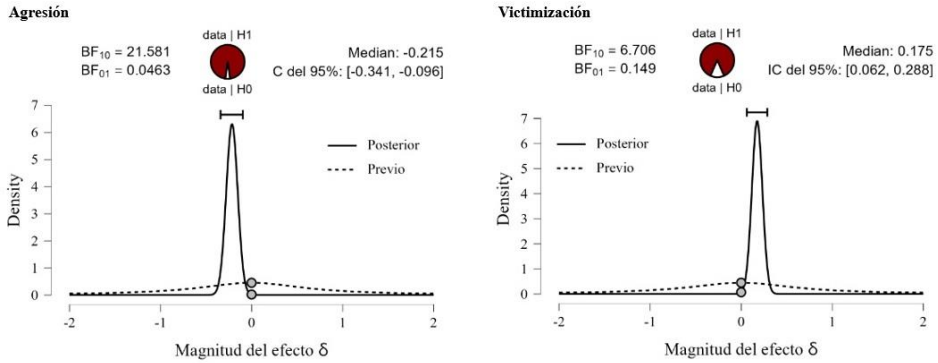 Agresión
BF10 = 21.581
BF01 = 0.0463
data | H1
data | H0
Median: -0.215
C del 95%: [-0.341, -0.096]
Posterior
Previo
Density
7
6
5
4
3
2
1
0
-2
-1
0
1
2
Magnitud del efecto δ
Victimización
BF10 = 6.706
BF01 = 0.149
data | H1
data | H0
Median: 0.175
IC del 95%: [0.062, 0.288]
Posterior
Previo
Density
7
6
5
4
3
2
1
0
-2
-1
0
1
2
Magnitud del efecto δ